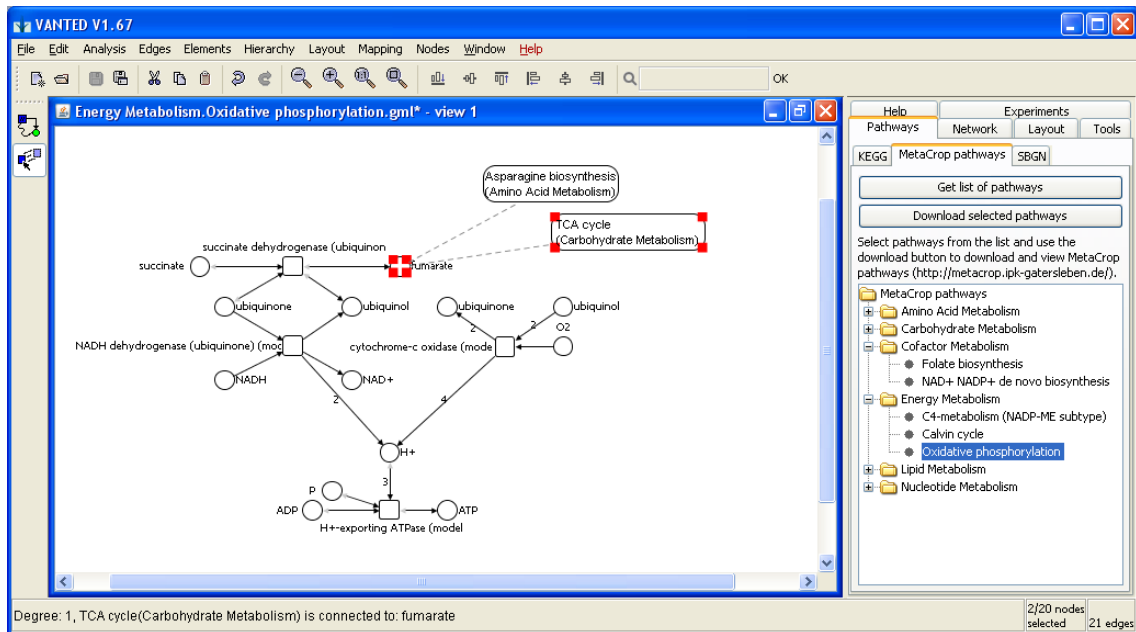 VANTED V1.67
File Edit Analysis Edges Elements Hierarchy Layout Mapping Nodes Window Help
OK
Energy Metabolism.Oxidative phosphorylation.gml* - view 1
Asparagine biosynthesis
(Amino Acid Metabolism)
TCA cycle
(Carbohydrate Metabolism)
succinate dehydrogenase (ubiquinon
succinate
fumarate
ubiquinone
ubiquinol
ubiquinone
ubiquinol
2
2
O2
NADH dehydrogenase (ubiquinone) (mod
cytochrome-c oxidase (mode
NADH
NAD+
2
4
H+
3
P
ADP
ATP
H+-exporting ATPase (model
Help Experiments
Pathways Network Layout Tools
KEGG MetaCrop pathways SBGN
Get list of pathways
Download selected pathways
Select pathways from the list and use the
download button to download and view MetaCrop
pathways (http://metacrop.ipk-gatersleben.de/).
MetaCrop pathways
Amino Acid Metabolism
Carbohydrate Metabolism
Cofactor Metabolism
Folate biosynthesis
NAD+ NADP+ de novo biosynthesis
Energy Metabolism
C4-metabolism (NADP-ME subtype)
Calvin cycle
Oxidative phosphorylation
Lipid Metabolism
Nucleotide Metabolism
Degree: 1, TCA cycle(Carbohydrate Metabolism) is connected to: fumarate
2/20 nodes
selected
21 edges